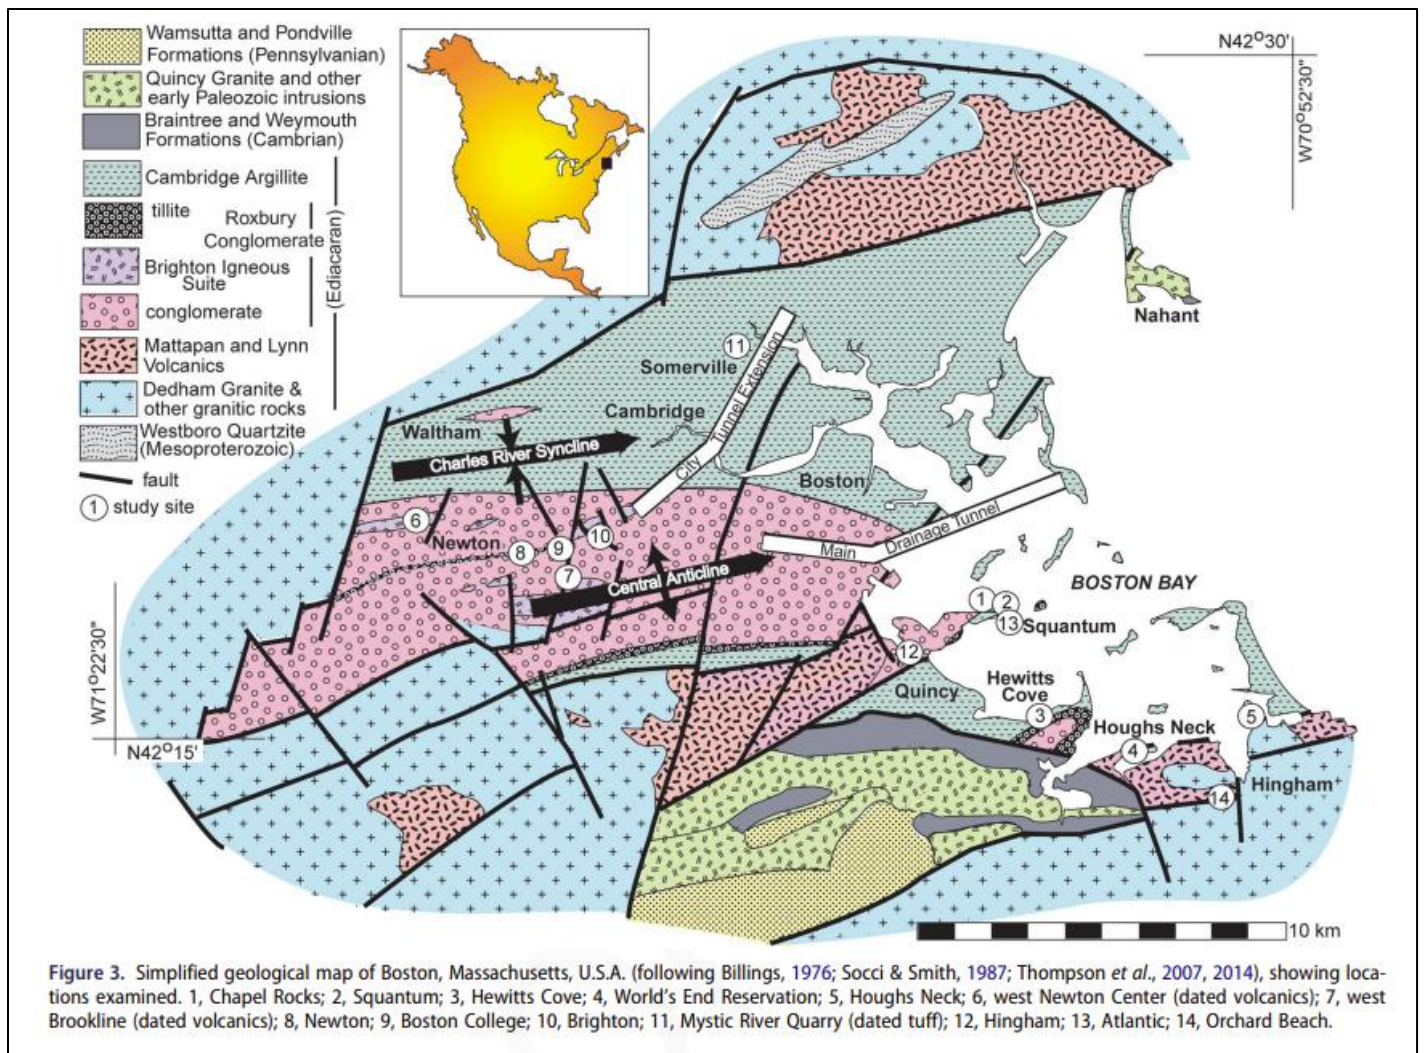 Wamsutta and Pondville
Formations (Pennsylvanian)
Quincy Granite and other
early Paleozoic intrusions
Braintree and Weymouth
Formations (Cambrian)
Cambridge Argillite
tillite
Roxbury
Conglomerate
Brighton Igneous
Suite
conglomerate
(Ediacaran)
Mattapan and Lynn
Volcanics
Dedham Granite &
other granitic rocks
Westboro Quartzite
(Mesoproterozoic)
fault
1 study site
N42°30'
W70°52'30"
Nahant
11
Somerville
Cambridge
Waltham
Charles River Syncline
City Tunnel Extension
Boston
6
Newton
8
9
10
7
Central Anticline
Main Drainage Tunnel
BOSTON BAY
1
2
13
Squantum
12
Quincy
Hewitts
Cove
3
Houghs Neck
4
5
Hingham
14
W71°22'30"
N42°15'
10 km
Figure 3. Simplified geological map of Boston, Massachusetts, U.S.A. (following Billings, 1976; Socci & Smith, 1987; Thompson et al., 2007, 2014), showing loca-
tions examined. 1, Chapel Rocks; 2, Squantum; 3, Hewitts Cove; 4, World's End Reservation; 5, Houghs Neck; 6, west Newton Center (dated volcanics); 7, west
Brookline (dated volcanics); 8, Newton; 9, Boston College; 10, Brighton; 11, Mystic River Quarry (dated tuff); 12, Hingham; 13, Atlantic; 14, Orchard Beach.